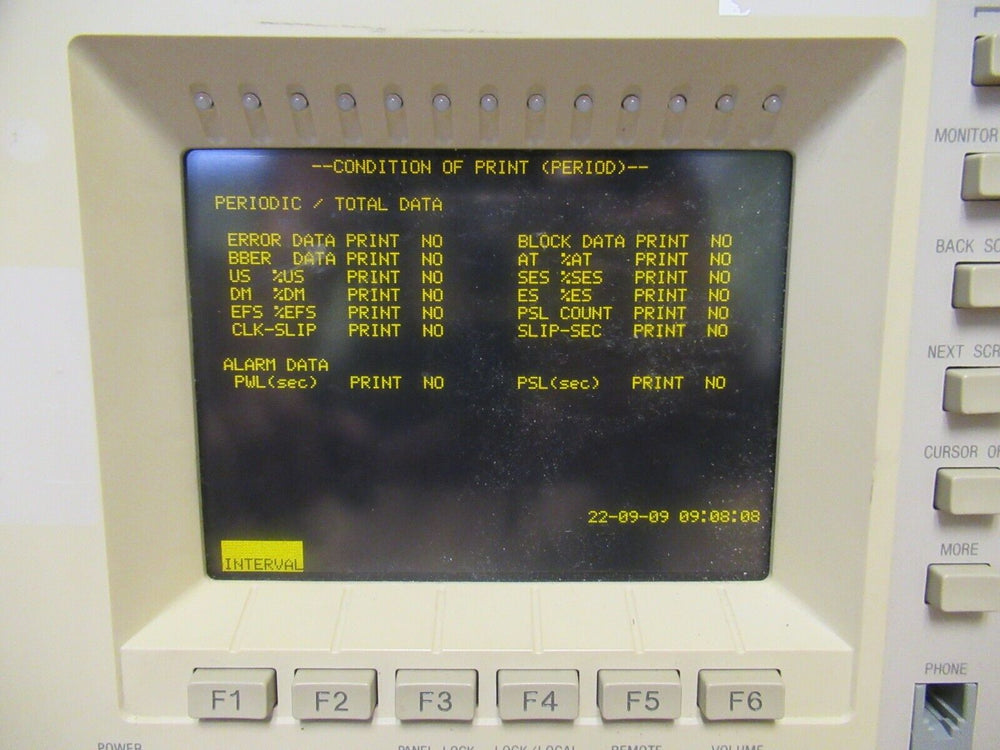 --CONDITION OF PRINT (PERIOD)--
PERIODIC / TOTAL DATA
ERROR DATA PRINT NO BLOCK DATA PRINT NO
BBER DATA PRINT NO AT %AT PRINT NO
US %US PRINT NO SES %SES PRINT NO
DM %DM PRINT NO ES %ES PRINT NO
EFS %EFS PRINT NO PSL COUNT PRINT NO
CLK-SLIP PRINT NO SLIP-SEC PRINT NO
ALARM DATA
PWL(sec) PRINT NO PSL(sec) PRINT NO
22-09-09 09:08:08
INTERVAL
F1 F2 F3 F4 F5 F6
POWER PANEL LOCK LOCK/LOCAL REMOTE VOLUME
MONITOR
BACK SC
NEXT SCR
CURSOR
MORE
PHONE